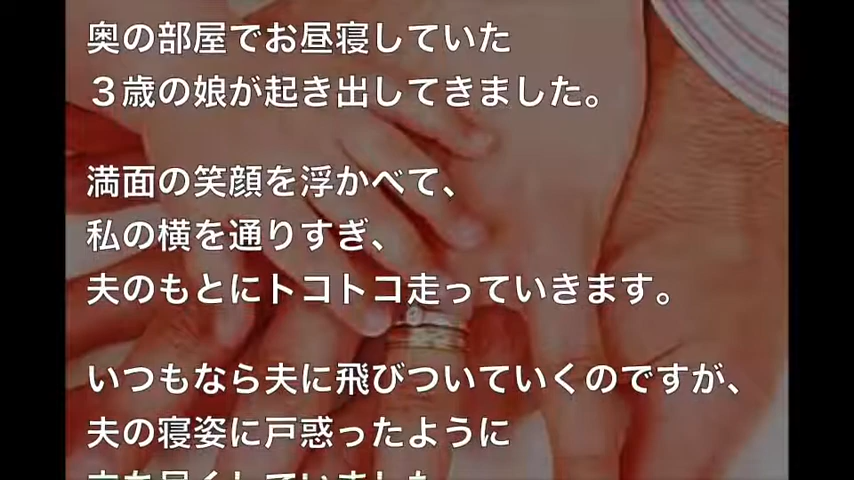 奥の部屋でお昼寝していた
３歳の娘が起き出してきました。
満面の笑顔を浮かべて、
私の横を通りすぎ、
夫のもとにトコトコ走っていきます。
いつもなら夫に飛びついていくのですが、
夫の寝姿に戸惑ったように